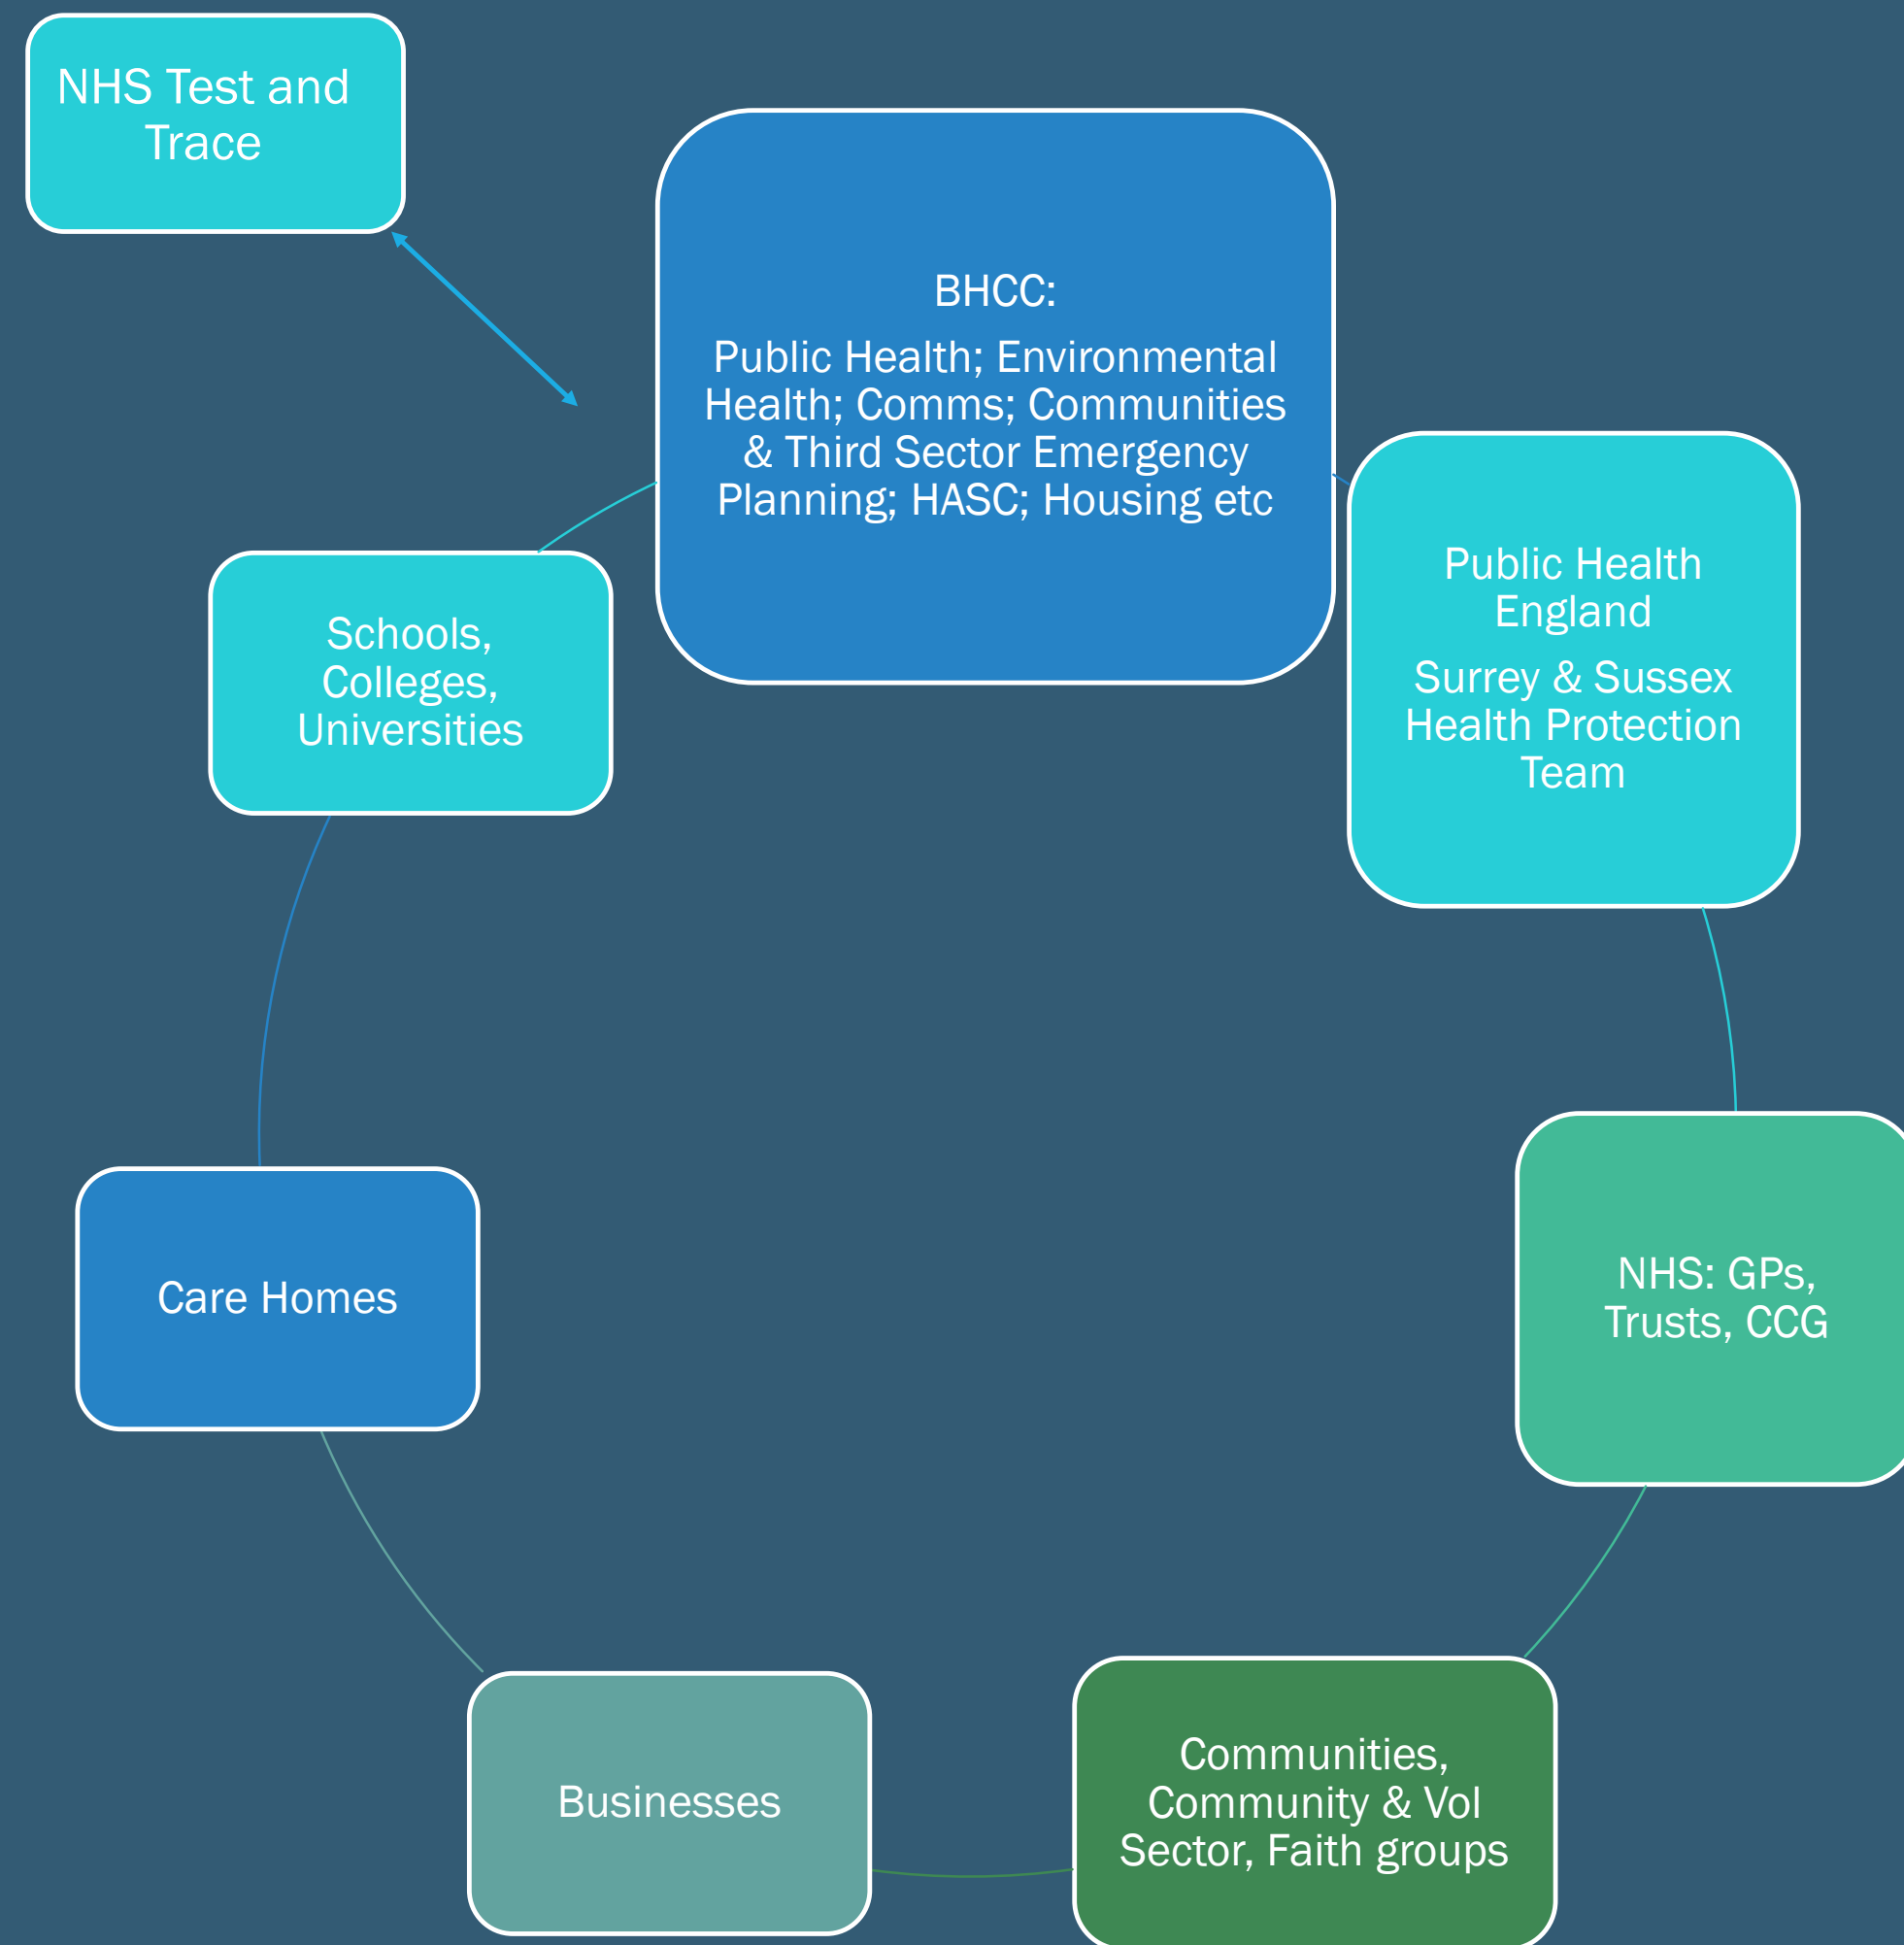 NHS Test and
Trace
BHCC:
Public Health; Environmental
Health; Comms; Communities
& Third Sector Emergency
Planning; HASC; Housing etc
Public Health
England
Surrey & Sussex
Health Protection
Team
Schools,
Colleges,
Universities
NHS: GPs,
Trusts, CCG
Care Homes
Communities,
Community & Vol
Sector, Faith groups
Businesses